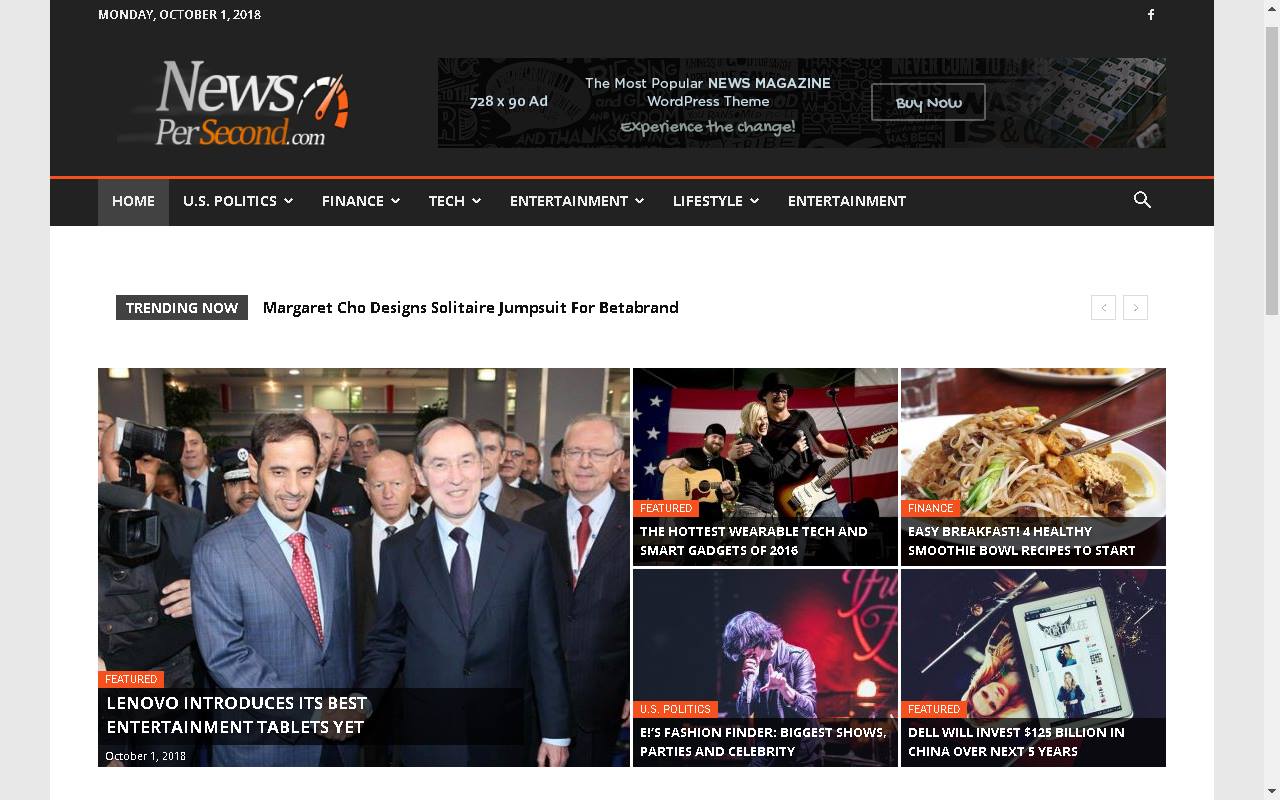 MONDAY, OCTOBER 1, 2018
News
PerSecond.com
728 x 90 Ad
The Most Popular NEWS MAGAZINE
WordPress Theme
Experience the change!
Buy Now
HOME
U.S. POLITICS
FINANCE
TECH
ENTERTAINMENT
LIFESTYLE
ENTERTAINMENT
TRENDING NOW
Margaret Cho Designs Solitaire Jumpsuit For Betabrand
FEATURED
LENOVO INTRODUCES ITS BEST
ENTERTAINMENT TABLETS YET
October 1, 2018
FEATURED
THE HOTTEST WEARABLE TECH AND
SMART GADGETS OF 2016
FINANCE
EASY BREAKFAST! 4 HEALTHY
SMOOTHIE BOWL RECIPES TO START
U.S. POLITICS
E!'S FASHION FINDER: BIGGEST SHOWS,
PARTIES AND CELEBRITY
FEATURED
DELL WILL INVEST $125 BILLION IN
CHINA OVER NEXT 5 YEARS